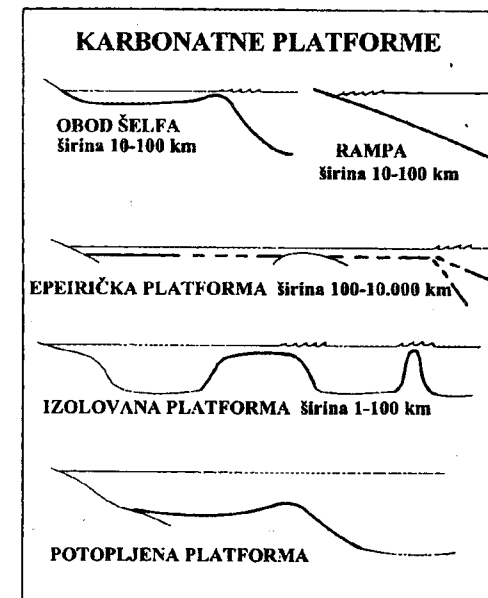 KARBONATNE PLATFORME
OBOD ŠELFA
širina 10-100 km
RAMPA
širina 10-100 km
EPEIRIČKA PLATFORMA širina 100-10.000 km
IZOLOVANA PLATFORMA širina 1-100 km
POTOPLJENA PLATFORMA